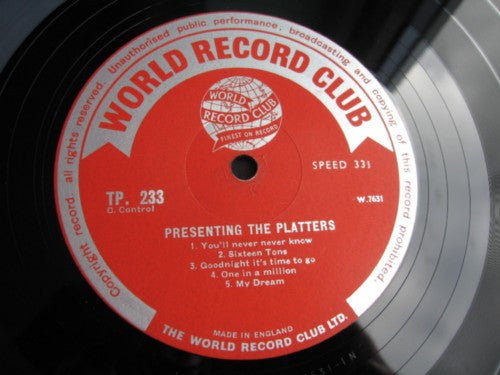 Copyright record. all rights reserved. Unauthorised public performance, broadcasting and copying of this record prohibited.
WORLD RECORD CLUB
WORLD
RECORD CLUB
FINEST ON RECORD
SPEED 33⅓
TP. 233
G. Control
W.7631
PRESENTING THE PLATTERS
1. You'll never never know
2. Sixteen Tons
3. Goodnight it's time to go
4. One in a million
5. My Dream
MADE IN ENGLAND
THE WORLD RECORD CLUB LTD.